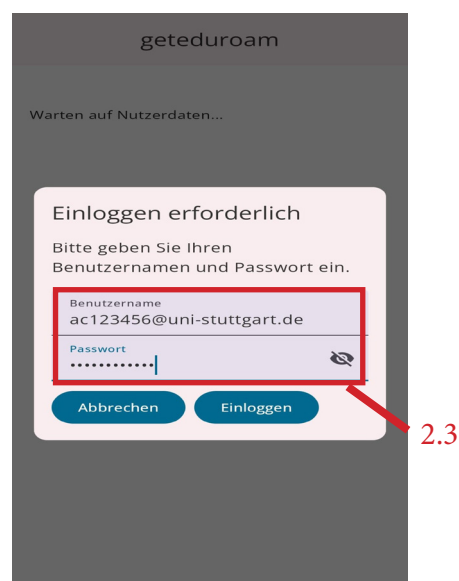 geteduroam
Warten auf Nutzerdaten...
Einloggen erforderlich
Bitte geben Sie Ihren
Benutzernamen und Passwort ein.
Benutzername
ac123456@uni-stuttgart.de
Passwort
••••••••••••
Abbrechen Einloggen
2.3